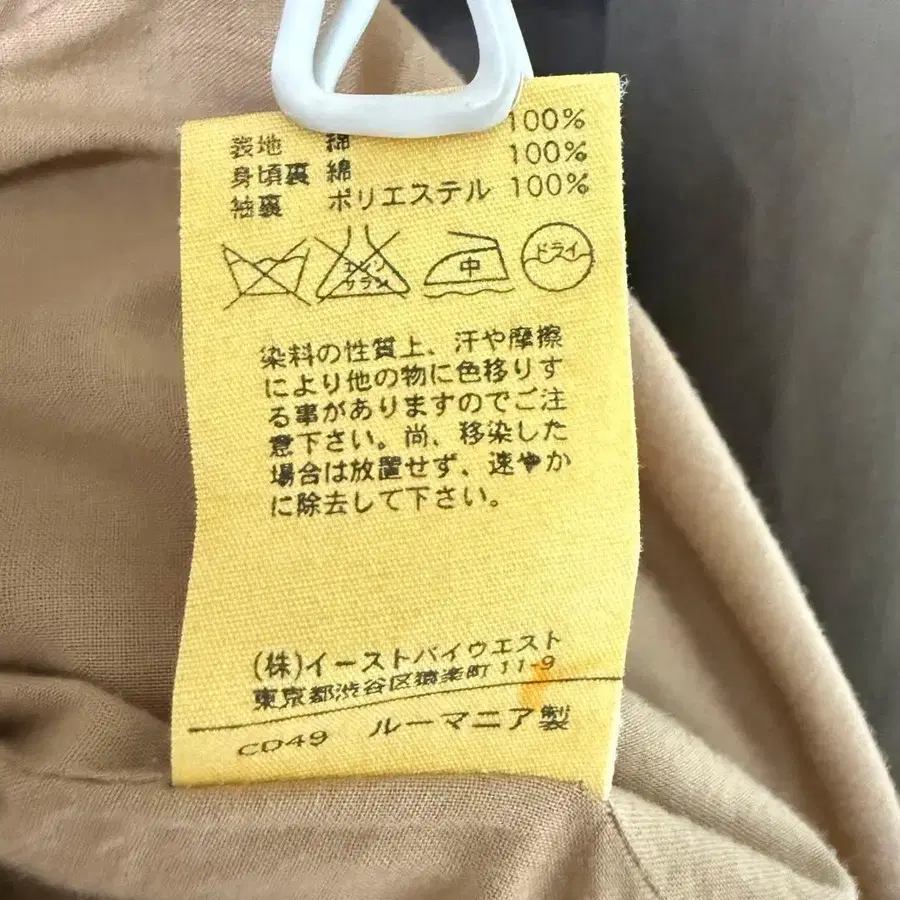 表地 綿 100%
身頃裏 綿 100%
袖裏 ポリエステル 100%
エンソ サラシ 中 ドライ
染料の性質上、汗や摩擦
により他の物に色移りす
る事がありますのでご注
意下さい。尚、移染した
場合は放置せず、速やか
に除去して下さい。
(株)イーストバイウエスト
東京都渋谷区猿楽町11-9
CD49 ルーマニア製